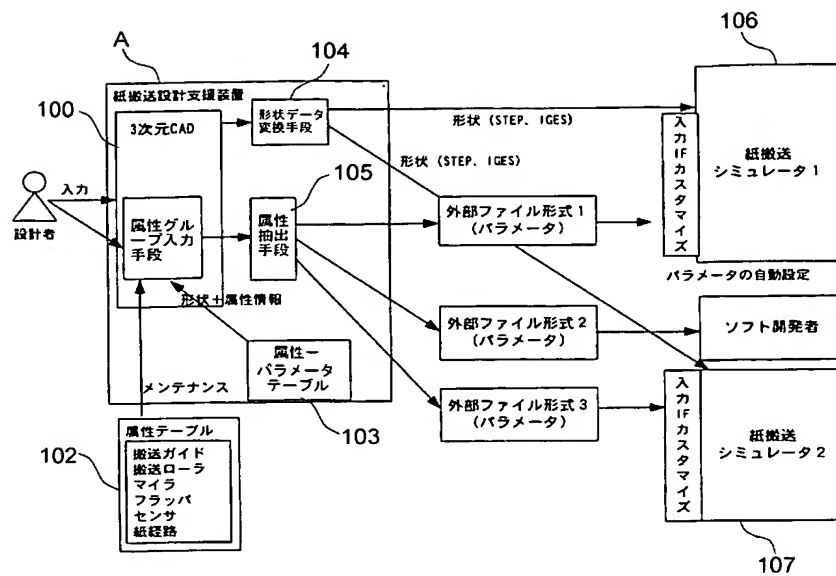 A
104
106
紙搬送設計支援装置
100
3次元CAD
形状データ
変換手段
形状 (STEP、IGES)
形状 (STEP、IGES)
入力
設計者
属性グル
ープ入力
手段
105
属性
抽出
手段
外部ファイル形式1
(パラメータ)
入力IFカスタマイズ
紙搬送
シミュレータ1
パラメータの自動設定
形状+属性情報
外部ファイル形式2
(パラメータ)
ソフト開発者
属性ー
パラメータ
テーブル
メンテナンス
103
外部ファイル形式3
(パラメータ)
入力IFカスタマイズ
紙搬送
シミュレータ2
102
属性テーブル
搬送ガイド
搬送ローラ
マイラ
フラッパ
センサ
紙経路
107